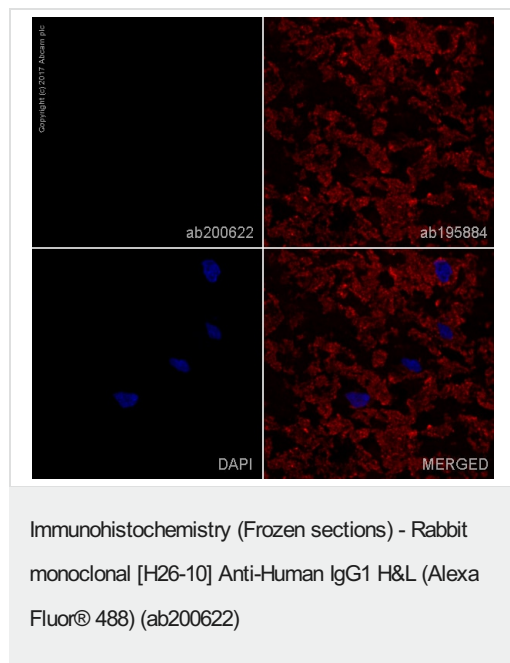 Copyright (c) 2017 Abcam plc
ab200622
ab195884
DAPI
MERGED
Immunohistochemistry (Frozen sections) - Rabbit
monoclonal [H26-10] Anti-Human IgG1 H&L (Alexa
Fluor® 488) (ab200622)